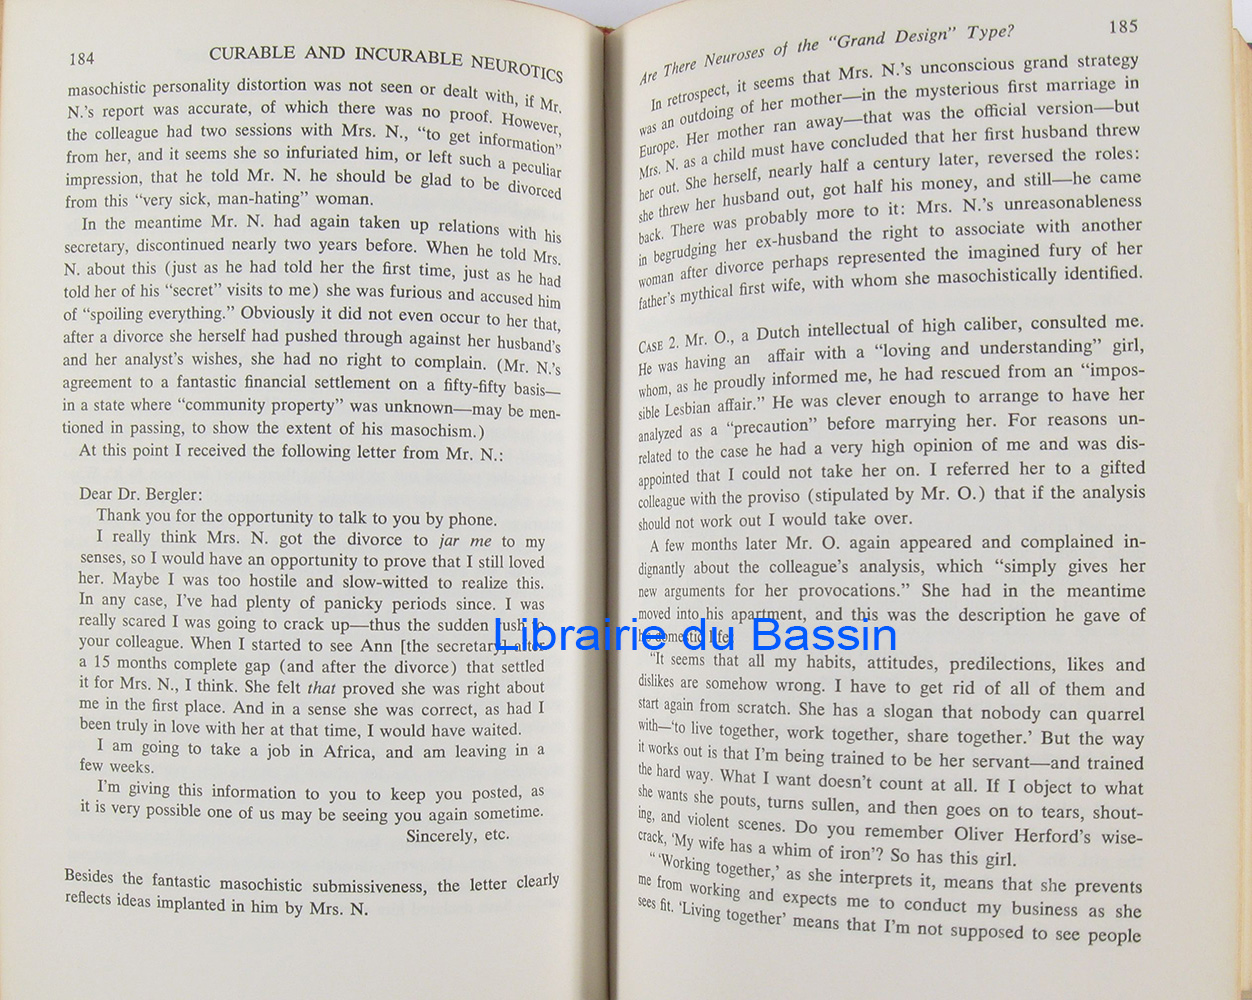 184
CURABLE AND INCURABLE NEUROTICS
masochistic personality distortion was not seen or dealt with, if Mr.
N.'s report was accurate, of which there was no proof. However,
the colleague had two sessions with Mrs. N., "to get information"
from her, and it seems she so infuriated him, or left such a peculiar
impression, that he told Mr. N. he should be glad to be divorced
from this "very sick, man-hating" woman.
In the meantime Mr. N. had again taken up relations with his
secretary, discontinued nearly two years before. When he told Mrs.
N. about this (just as he had told her the first time, just as he had
told her of his "secret" visits to me) she was furious and accused him
of "spoiling everything." Obviously it did not even occur to her that,
after a divorce she herself had pushed through against her husband's
and her analyst's wishes, she had no right to complain. (Mr. N.'s
agreement to a fantastic financial settlement on a fifty-fifty basis—
in a state where "community property" was unknown—may be men-
tioned in passing, to show the extent of his masochism.)
At this point I received the following letter from Mr. N.:
Dear Dr. Bergler:
Thank you for the opportunity to talk to you by phone.
I really think Mrs. N. got the divorce to jar me to my
senses, so I would have an opportunity to prove that I still loved
her. Maybe I was too hostile and slow-witted to realize this.
In any case, I've had plenty of panicky periods since. I was
really scared I was going to crack up—thus the sudden rush to
your colleague. When I started to see Ann [the secretary] after
a 15 months complete gap (and after the divorce) that settled
it for Mrs. N., I think. She felt that proved she was right about
me in the first place. And in a sense she was correct, as had I
been truly in love with her at that time, I would have waited.
I am going to take a job in Africa, and am leaving in a
few weeks.
I'm giving this information to you to keep you posted, as
it is very possible one of us may be seeing you again sometime.
Sincerely, etc.
Besides the fantastic masochistic submissiveness, the letter clearly
reflects ideas implanted in him by Mrs. N.
Are There Neuroses of the "Grand Design" Type?
185
In retrospect, it seems that Mrs. N.'s unconscious grand strategy
was an outdoing of her mother—in the mysterious first marriage in
Europe. Her mother ran away—that was the official version—but
Mrs. N. as a child must have concluded that her first husband threw
her out. She herself, nearly half a century later, reversed the roles:
she threw her husband out, got half his money, and still—he came
back. There was probably more to it: Mrs. N.'s unreasonableness
in begrudging her ex-husband the right to associate with another
woman after divorce perhaps represented the imagined fury of her
father's mythical first wife, with whom she masochistically identified.
CASE 2. Mr. O., a Dutch intellectual of high caliber, consulted me.
He was having an affair with a "loving and understanding" girl,
whom, as he proudly informed me, he had rescued from an "impos-
sible Lesbian affair." He was clever enough to arrange to have her
analyzed as a "precaution" before marrying her. For reasons un-
related to the case he had a very high opinion of me and was dis-
appointed that I could not take her on. I referred her to a gifted
colleague with the proviso (stipulated by Mr. O.) that if the analysis
should not work out I would take over.
A few months later Mr. O. again appeared and complained in-
dignantly about the colleague's analysis, which "simply gives her
new arguments for her provocations." She had in the meantime
moved into his apartment, and this was the description he gave of
domestic life:
"It seems that all my habits, attitudes, predilections, likes and
dislikes are somehow wrong. I have to get rid of all of them and
start again from scratch. She has a slogan that nobody can quarrel
with—'to live together, work together, share together.' But the way
it works out is that I'm being trained to be her servant—and trained
the hard way. What I want doesn't count at all. If I object to what
she wants she pouts, turns sullen, and then goes on to tears, shout-
ing, and violent scenes. Do you remember Oliver Herford's wise-
crack, 'My wife has a whim of iron'? So has this girl.
"'Working together,' as she interprets it, means that she prevents
me from working and expects me to conduct my business as she
sees fit. 'Living together' means that I'm not supposed to see people
Librairie du Bassin